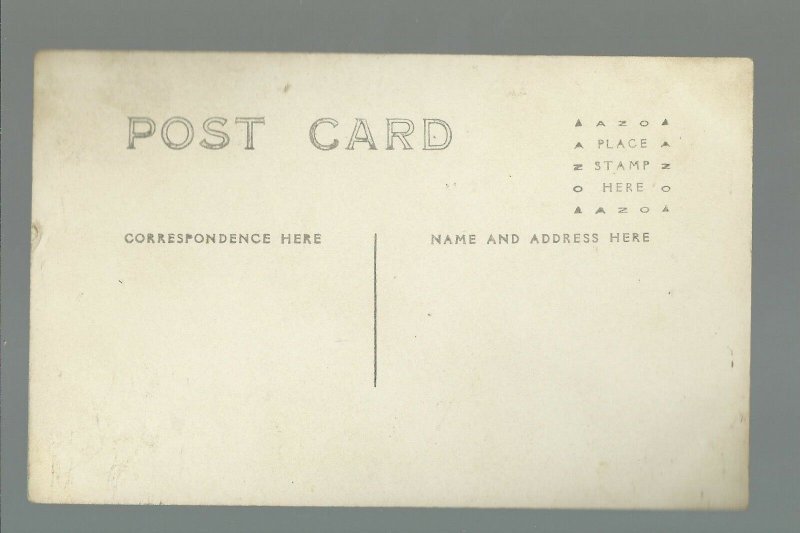 POST CARD
▲ AZO ▲
A PLACE A
Z STAMP Z
O HERE O
▲ AZO ▲
CORRESPONDENCE HERE
NAME AND ADDRESS HERE